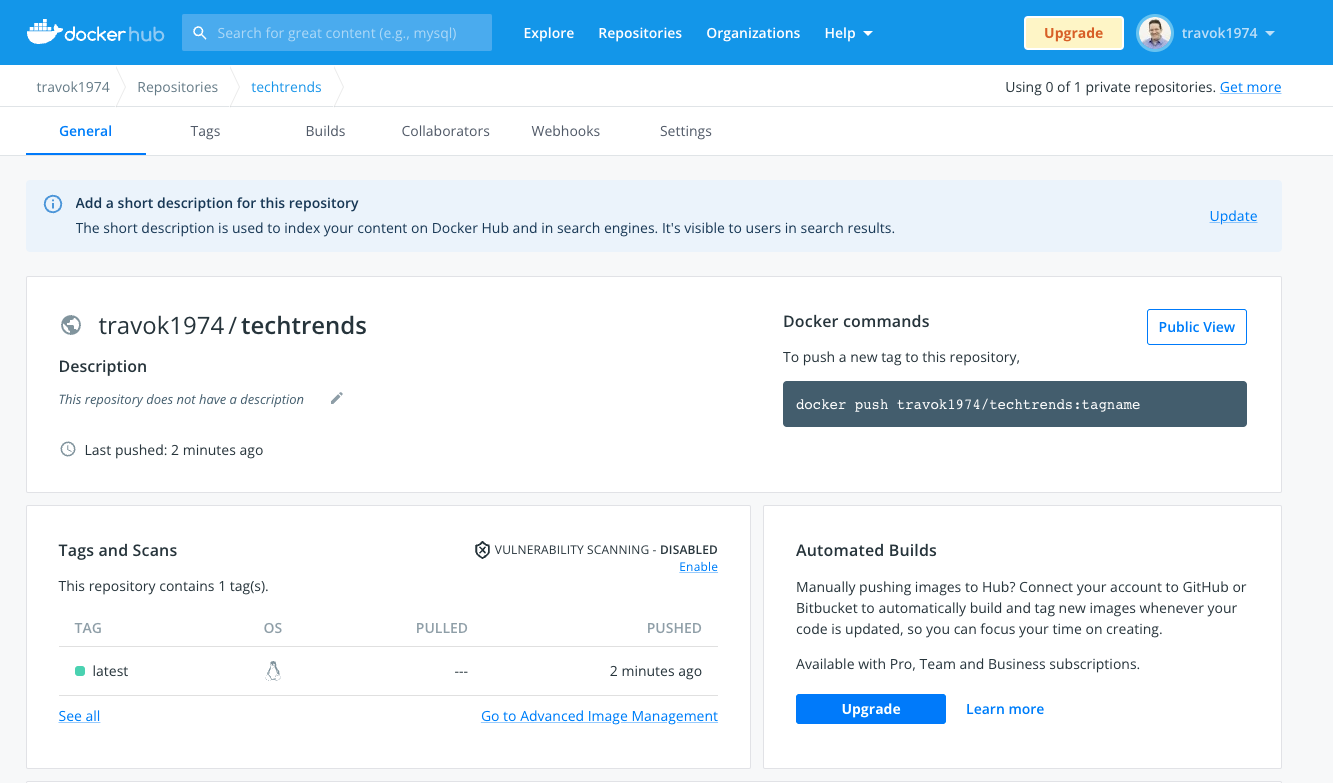 docker hub
Search for great content (e.g., mysql)
Explore
Repositories
Organizations
Help
Upgrade
travok1974
travok1974
Repositories
techtrends
Using 0 of 1 private repositories. Get more
General
Tags
Builds
Collaborators
Webhooks
Settings
Add a short description for this repository
The short description is used to index your content on Docker Hub and in search engines. It's visible to users in search results.
Update
travok1974 / techtrends
Description
This repository does not have a description
Last pushed: 2 minutes ago
Docker commands
Public View
To push a new tag to this repository,
docker push travok1974/techtrends:tagname
Tags and Scans
VULNERABILITY SCANNING - DISABLED
Enable
This repository contains 1 tag(s).
TAG OS PULLED PUSHED
latest --- 2 minutes ago
See all
Go to Advanced Image Management
Automated Builds
Manually pushing images to Hub? Connect your account to GitHub or
Bitbucket to automatically build and tag new images whenever your
code is updated, so you can focus your time on creating.
Available with Pro, Team and Business subscriptions.
Upgrade
Learn more